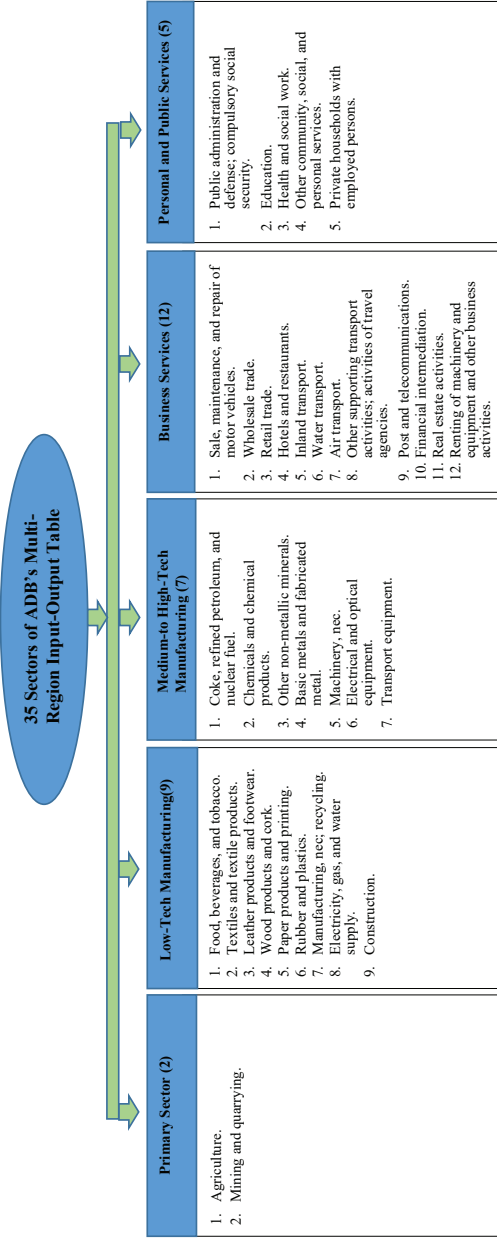 35 Sectors of ADB's Multi-
Region Input-Output Table
Primary Sector (2)
1. Agriculture.
2. Mining and quarrying.
Low-Tech Manufacturing(9)
1. Food, beverages, and tobacco.
2. Textiles and textile products.
3. Leather products and footwear.
4. Wood products and cork.
5. Paper products and printing.
6. Rubber and plastics.
7. Manufacturing, nec; recycling.
8. Electricity, gas, and water
supply.
9. Construction.
Medium-to High-Tech
Manufacturing (7)
1. Coke, refined petroleum, and
nuclear fuel.
2. Chemicals and chemical
products.
3. Other non-metallic minerals.
4. Basic metals and fabricated
metal.
5. Machinery, nec.
6. Electrical and optical
equipment.
7. Transport equipment.
Business Services (12)
1. Sale, maintenance, and repair of
motor vehicles.
2. Wholesale trade.
3. Retail trade.
4. Hotels and restaurants.
5. Inland transport.
6. Water transport.
7. Air transport.
8. Other supporting transport
activities; activities of travel
agencies.
9. Post and telecommunications.
10. Financial intermediation.
11. Real estate activities.
12. Renting of machinery and
equipment and other business
activities.
Personal and Public Services (5)
1. Public administration and
defense; compulsory social
security.
2. Education.
3. Health and social work.
4. Other community, social, and
personal services.
5. Private households with
employed persons.